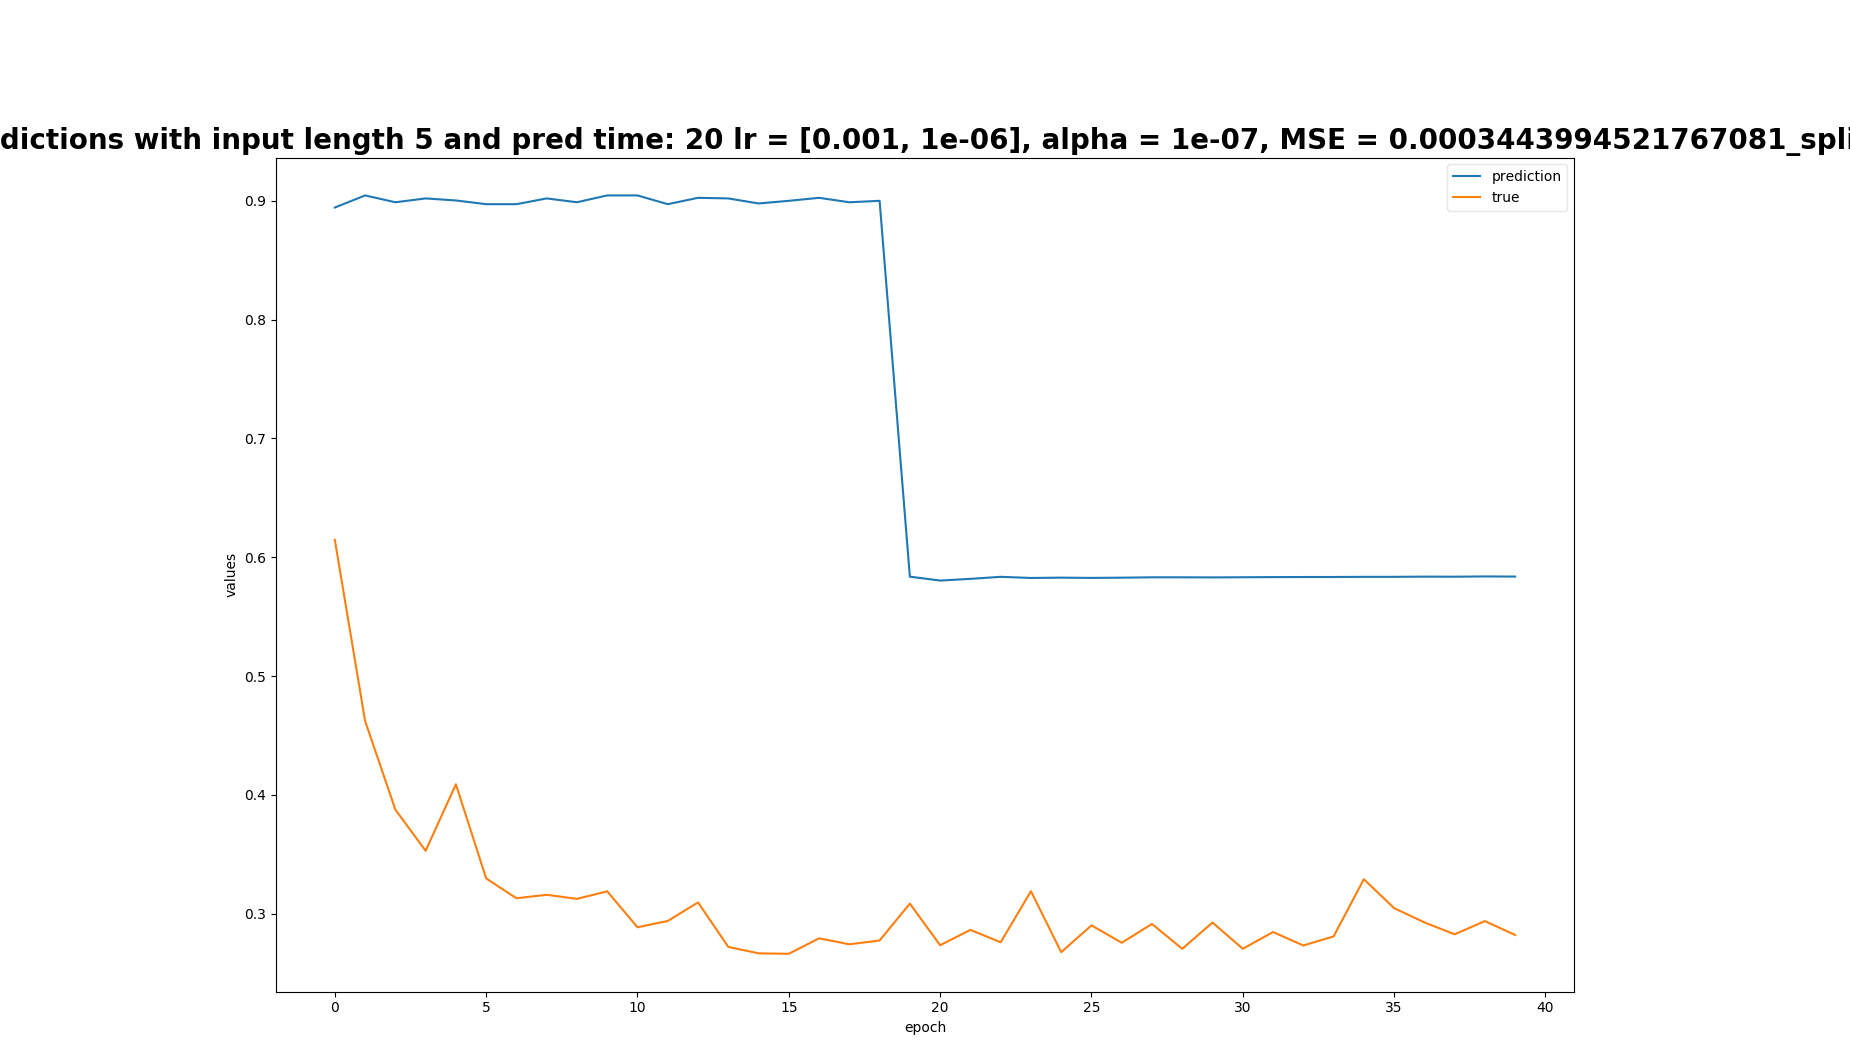 dictions with input length 5 and pred time: 20 lr = [0.001, 1e-06], alpha = 1e-07, MSE = 0.0003443994521767081_spli
prediction
true
0.9
0.8
0.7
0.6
0.5
0.4
0.3
values
0 5 10 15 20 25 30 35 40
epoch